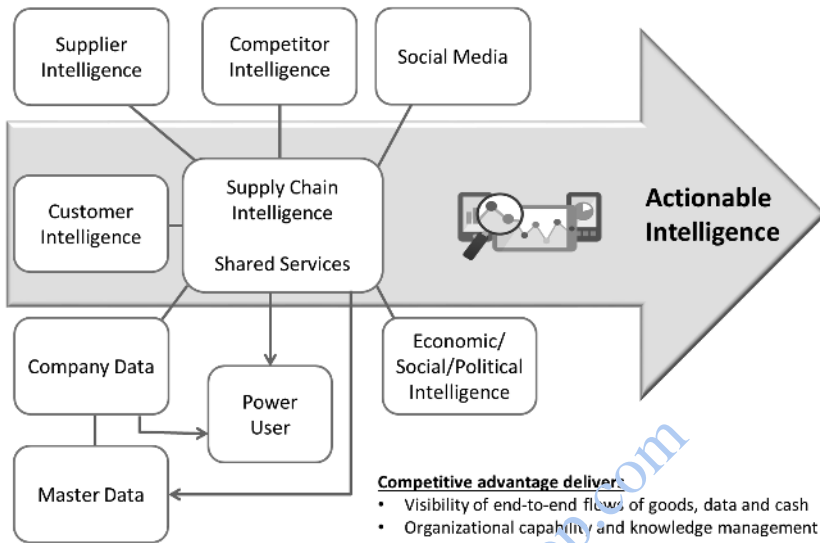 Supplier
Intelligence
Competitor
Intelligence
Social Media
Customer
Intelligence
Supply Chain
Intelligence
Shared Services
Actionable
Intelligence
Company Data
Power
User
Economic/
Social/Political
Intelligence
Master Data
Competitive advantage delivers
• Visibility of end-to-end flows of goods, data and cash
• Organizational capability and knowledge management
.com